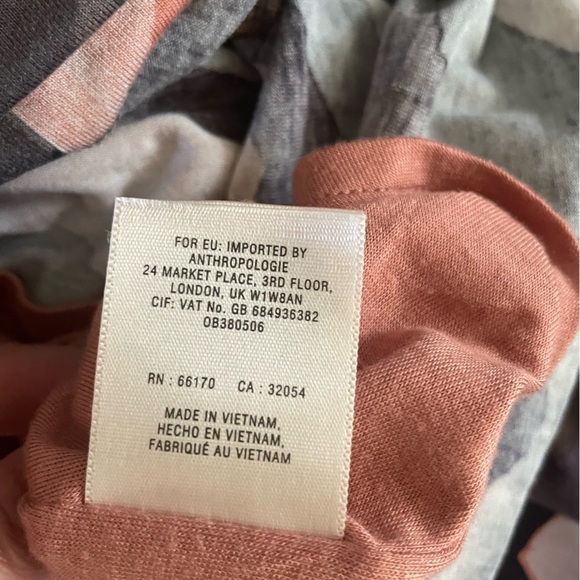 FOR EU: IMPORTED BY
ANTHROPOLOGIE
24 MARKET PLACE, 3RD FLOOR,
LONDON, UK W1W8AN
CIF: VAT No. GB 684936382
OB380506
RN : 66170 CA : 32054
MADE IN VIETNAM,
HECHO EN VIETNAM,
FABRIQUÉ AU VIETNAM